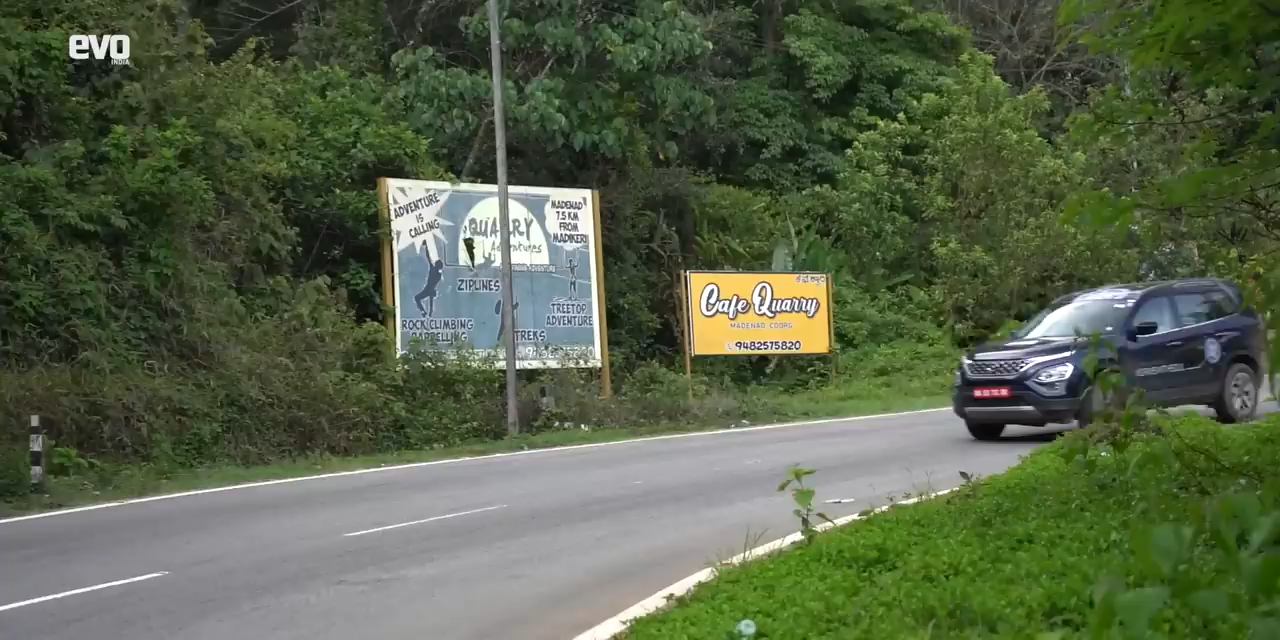 evo
INDIA
ADVENTURE
IS
CALLING
QUARRY
Adventures
MADENAD
7.5 KM
FROM
MADIKERI
ZIPLINES
ROCK CLIMBING
RAPPELLING
TREKS
TREETOP
ADVENTURE
Cafe Quarry
MADENAD, COORG
9482575820